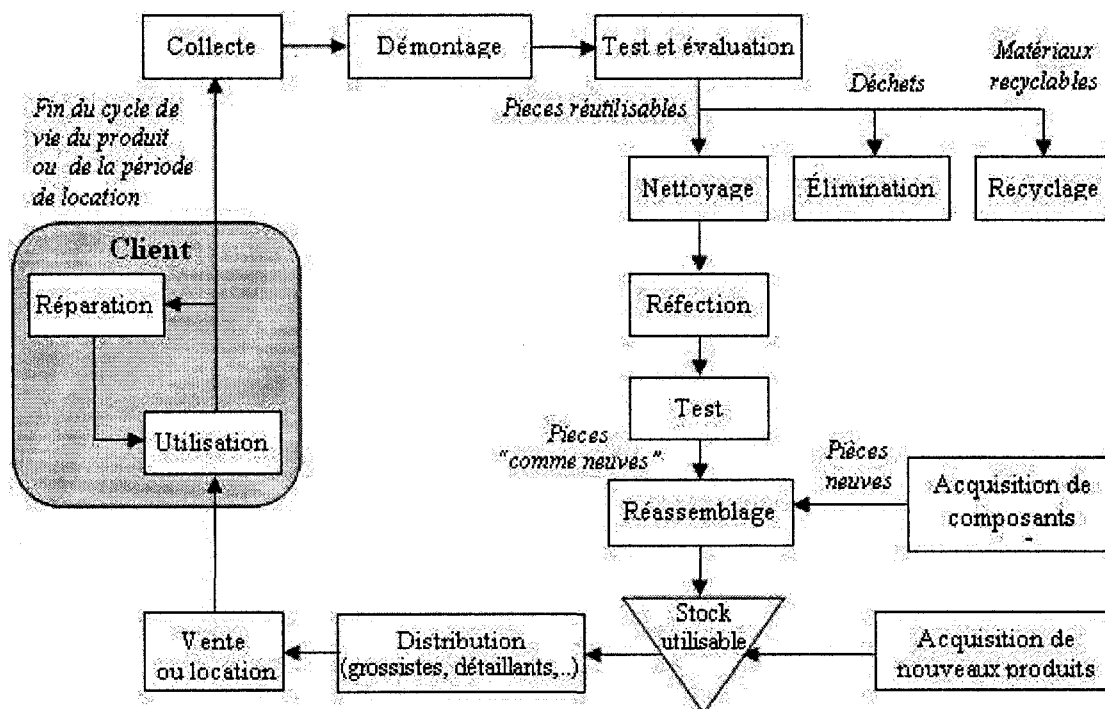 Collecte
Démontage
Test et évaluation
Matériaux
recyclables
Déchets
Pieces réutilisables
Fin du cycle de
vie du produit
ou de la période
de location
Nettoyage
Élimination
Recyclage
Client
Réparation
Utilisation
Réfection
Test
Pieces
"comme neuves"
Pièces
neuves
Réassemblage
Acquisition de
composants
Stock
utilisable
Acquisition de
nouveaux produits
Distribution
(grossistes, détaillants,..)
Vente
ou location